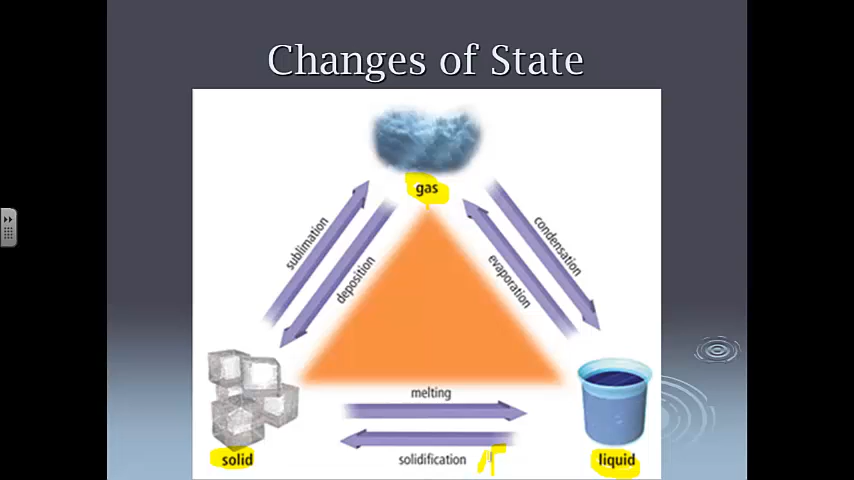 Changes of State
gas
sublimation
deposition
condensation
evaporation
melting
solid
solidification
liquid